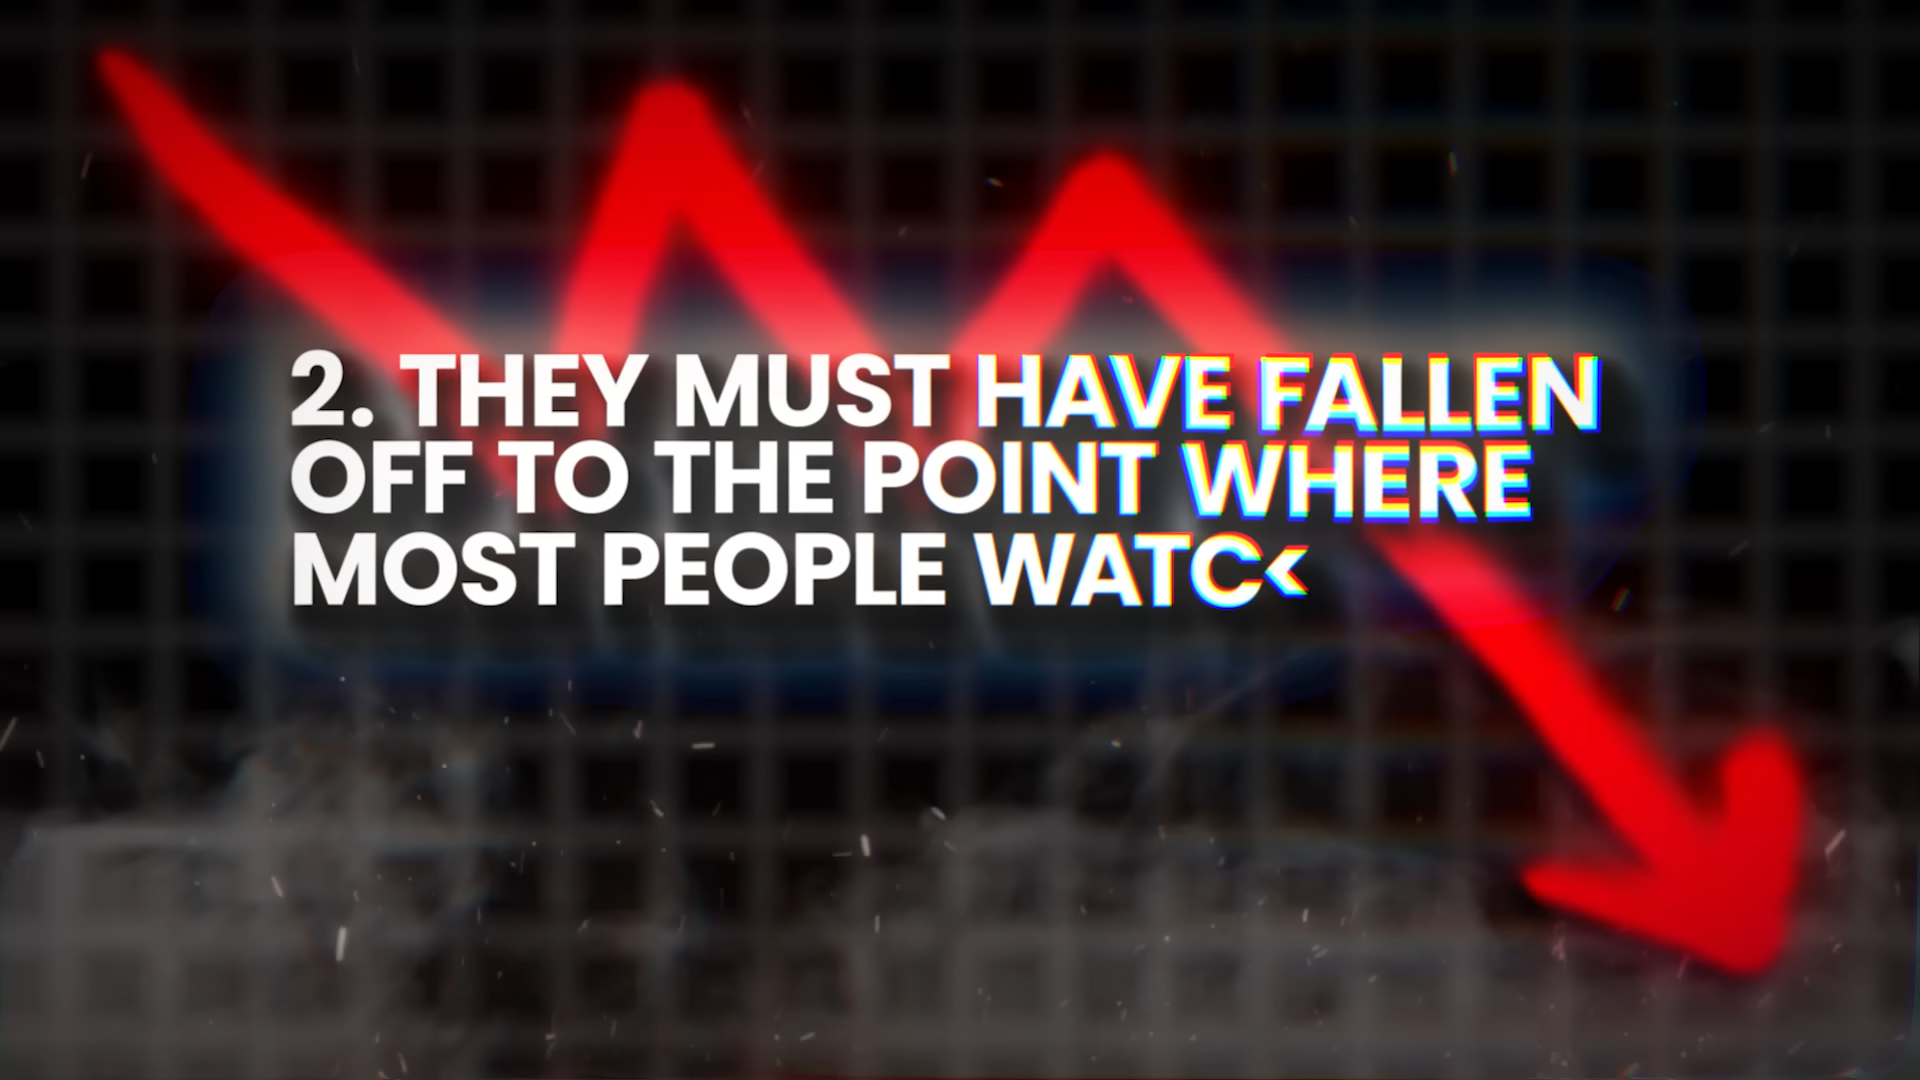 2. THEY MUST HAVE FALLEN
OFF TO THE POINT WHERE
MOST PEOPLE WATC<